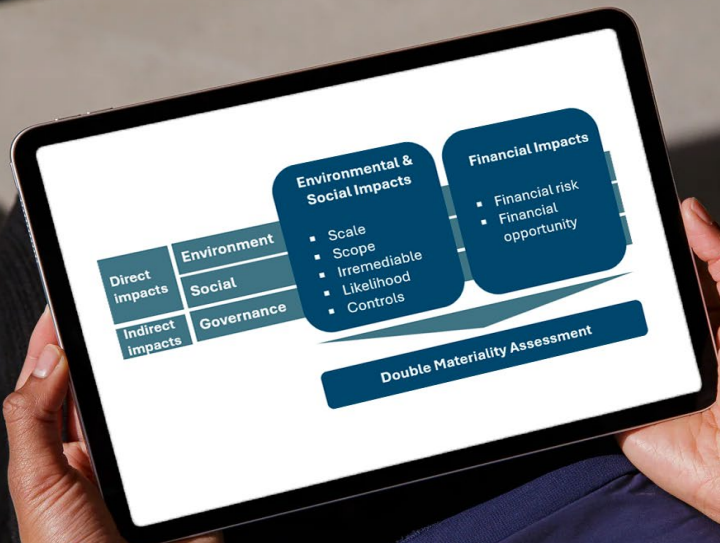 Direct
impacts
Indirect
impacts
Environment
Social
Governance
Environmental &
Social Impacts
▪ Scale
▪ Scope
▪ Irremediable
▪ Likelihood
▪ Controls
Financial Impacts
▪ Financial risk
▪ Financial
opportunity
Double Materiality Assessment